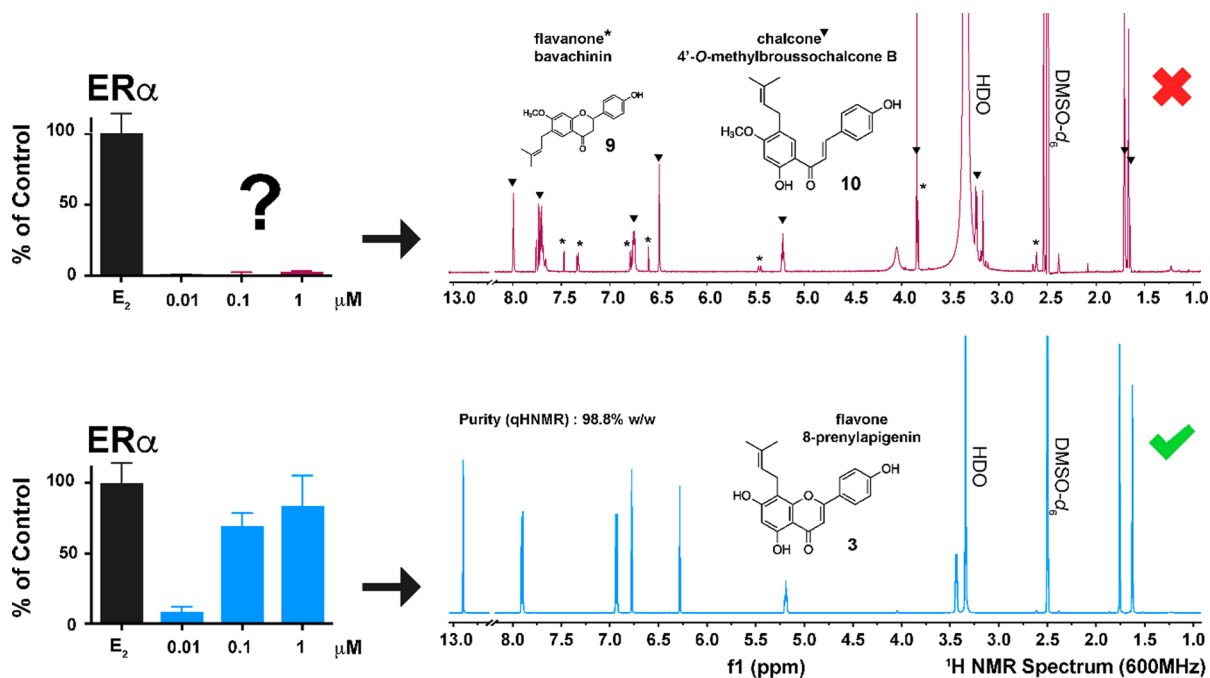 ERα
% of Control
100
50
0
E2
0.01
0.1
1
μM
?
flavanone*
bavachinin
OH
H3CO
O
O
9
chalcone▼
4'-O-methylbroussochalcone B
OH
H3CO
OH
O
10
HDO
DMSO-d6
13.0 8.0 7.5 7.0 6.5 6.0 5.5 5.0 4.5 4.0 3.5 3.0 2.5 2.0 1.5 1.0
ERα
% of Control
100
50
0
E2
0.01
0.1
1
μM
Purity (qHNMR) : 98.8% w/w
flavone
8-prenylapigenin
HO
O
OH
OH
O
3
HDO
DMSO-d6
13.0 8.0 7.5 7.0 6.5 6.0 5.5 5.0 4.5 4.0 3.5 3.0 2.5 2.0 1.5 1.0
f1 (ppm)
1H NMR Spectrum (600MHz)